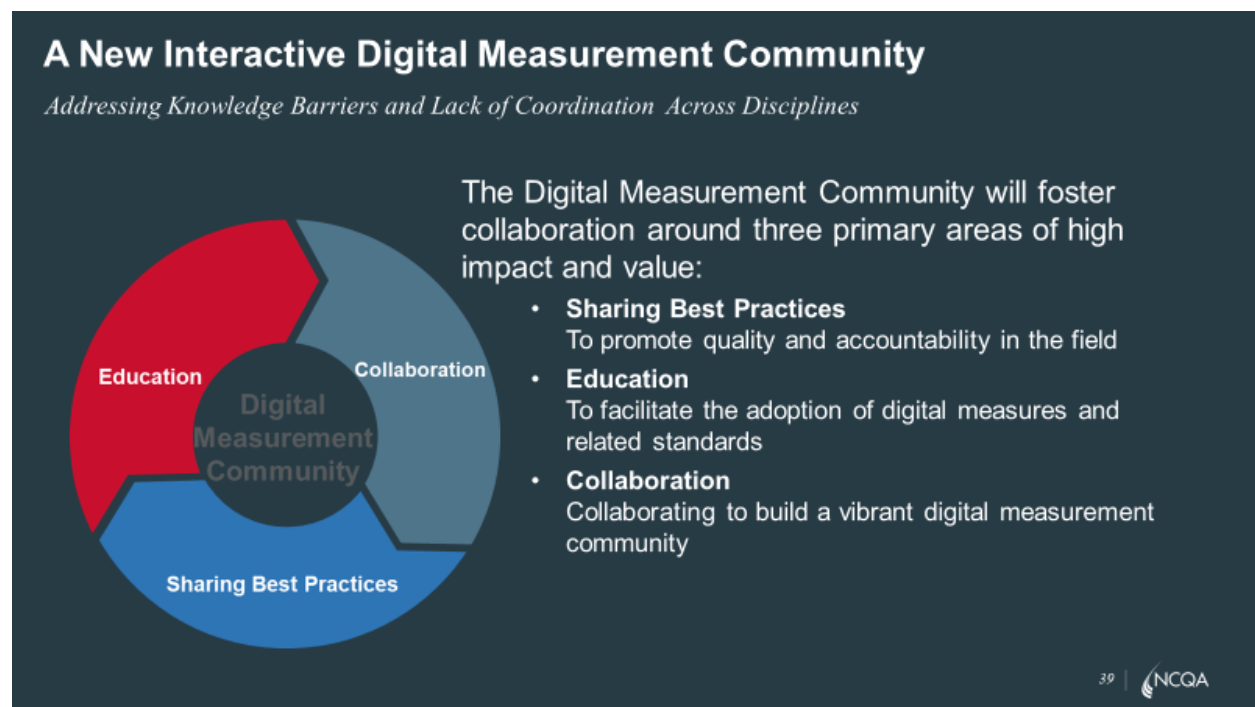 A New Interactive Digital Measurement Community
Addressing Knowledge Barriers and Lack of Coordination Across Disciplines
The Digital Measurement Community will foster
collaboration around three primary areas of high
impact and value:
• Sharing Best Practices
To promote quality and accountability in the field
• Education
To facilitate the adoption of digital measures and
related standards
• Collaboration
Collaborating to build a vibrant digital measurement
community
Education
Collaboration
Digital
Measurement
Community
Sharing Best Practices
39
NCQA